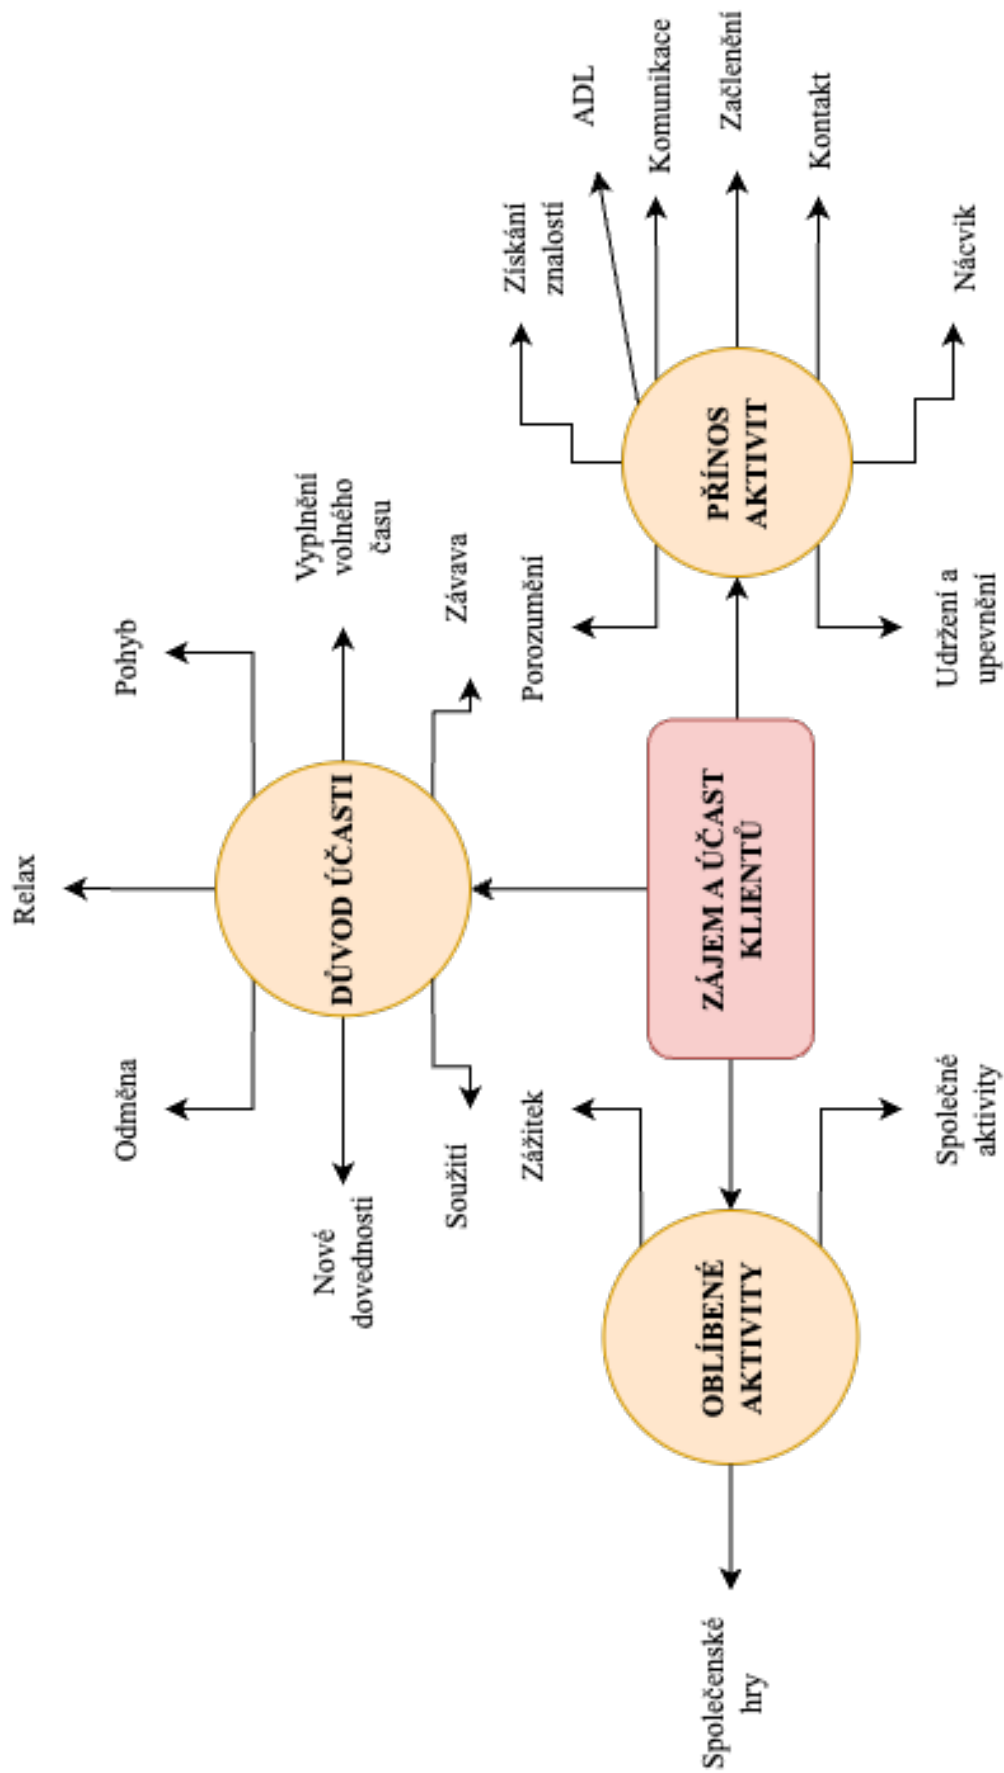 Relax
Odměna
Pohyb
DŮVOD ÚČASTI
Nové
dovednosti
Vyplnění
volného
času
Soužití
Závava
Zážitek
Porozumění
Získání
znalostí
ADL
Komunikace
Společenské
hry
OBLÍBENÉ
AKTIVITY
ZÁJEM A ÚČAST
KLIENTŮ
PŘÍNOS
AKTIVIT
Začlenění
Kontakt
Společné
aktivity
Udržení a
upevnění
Nácvik